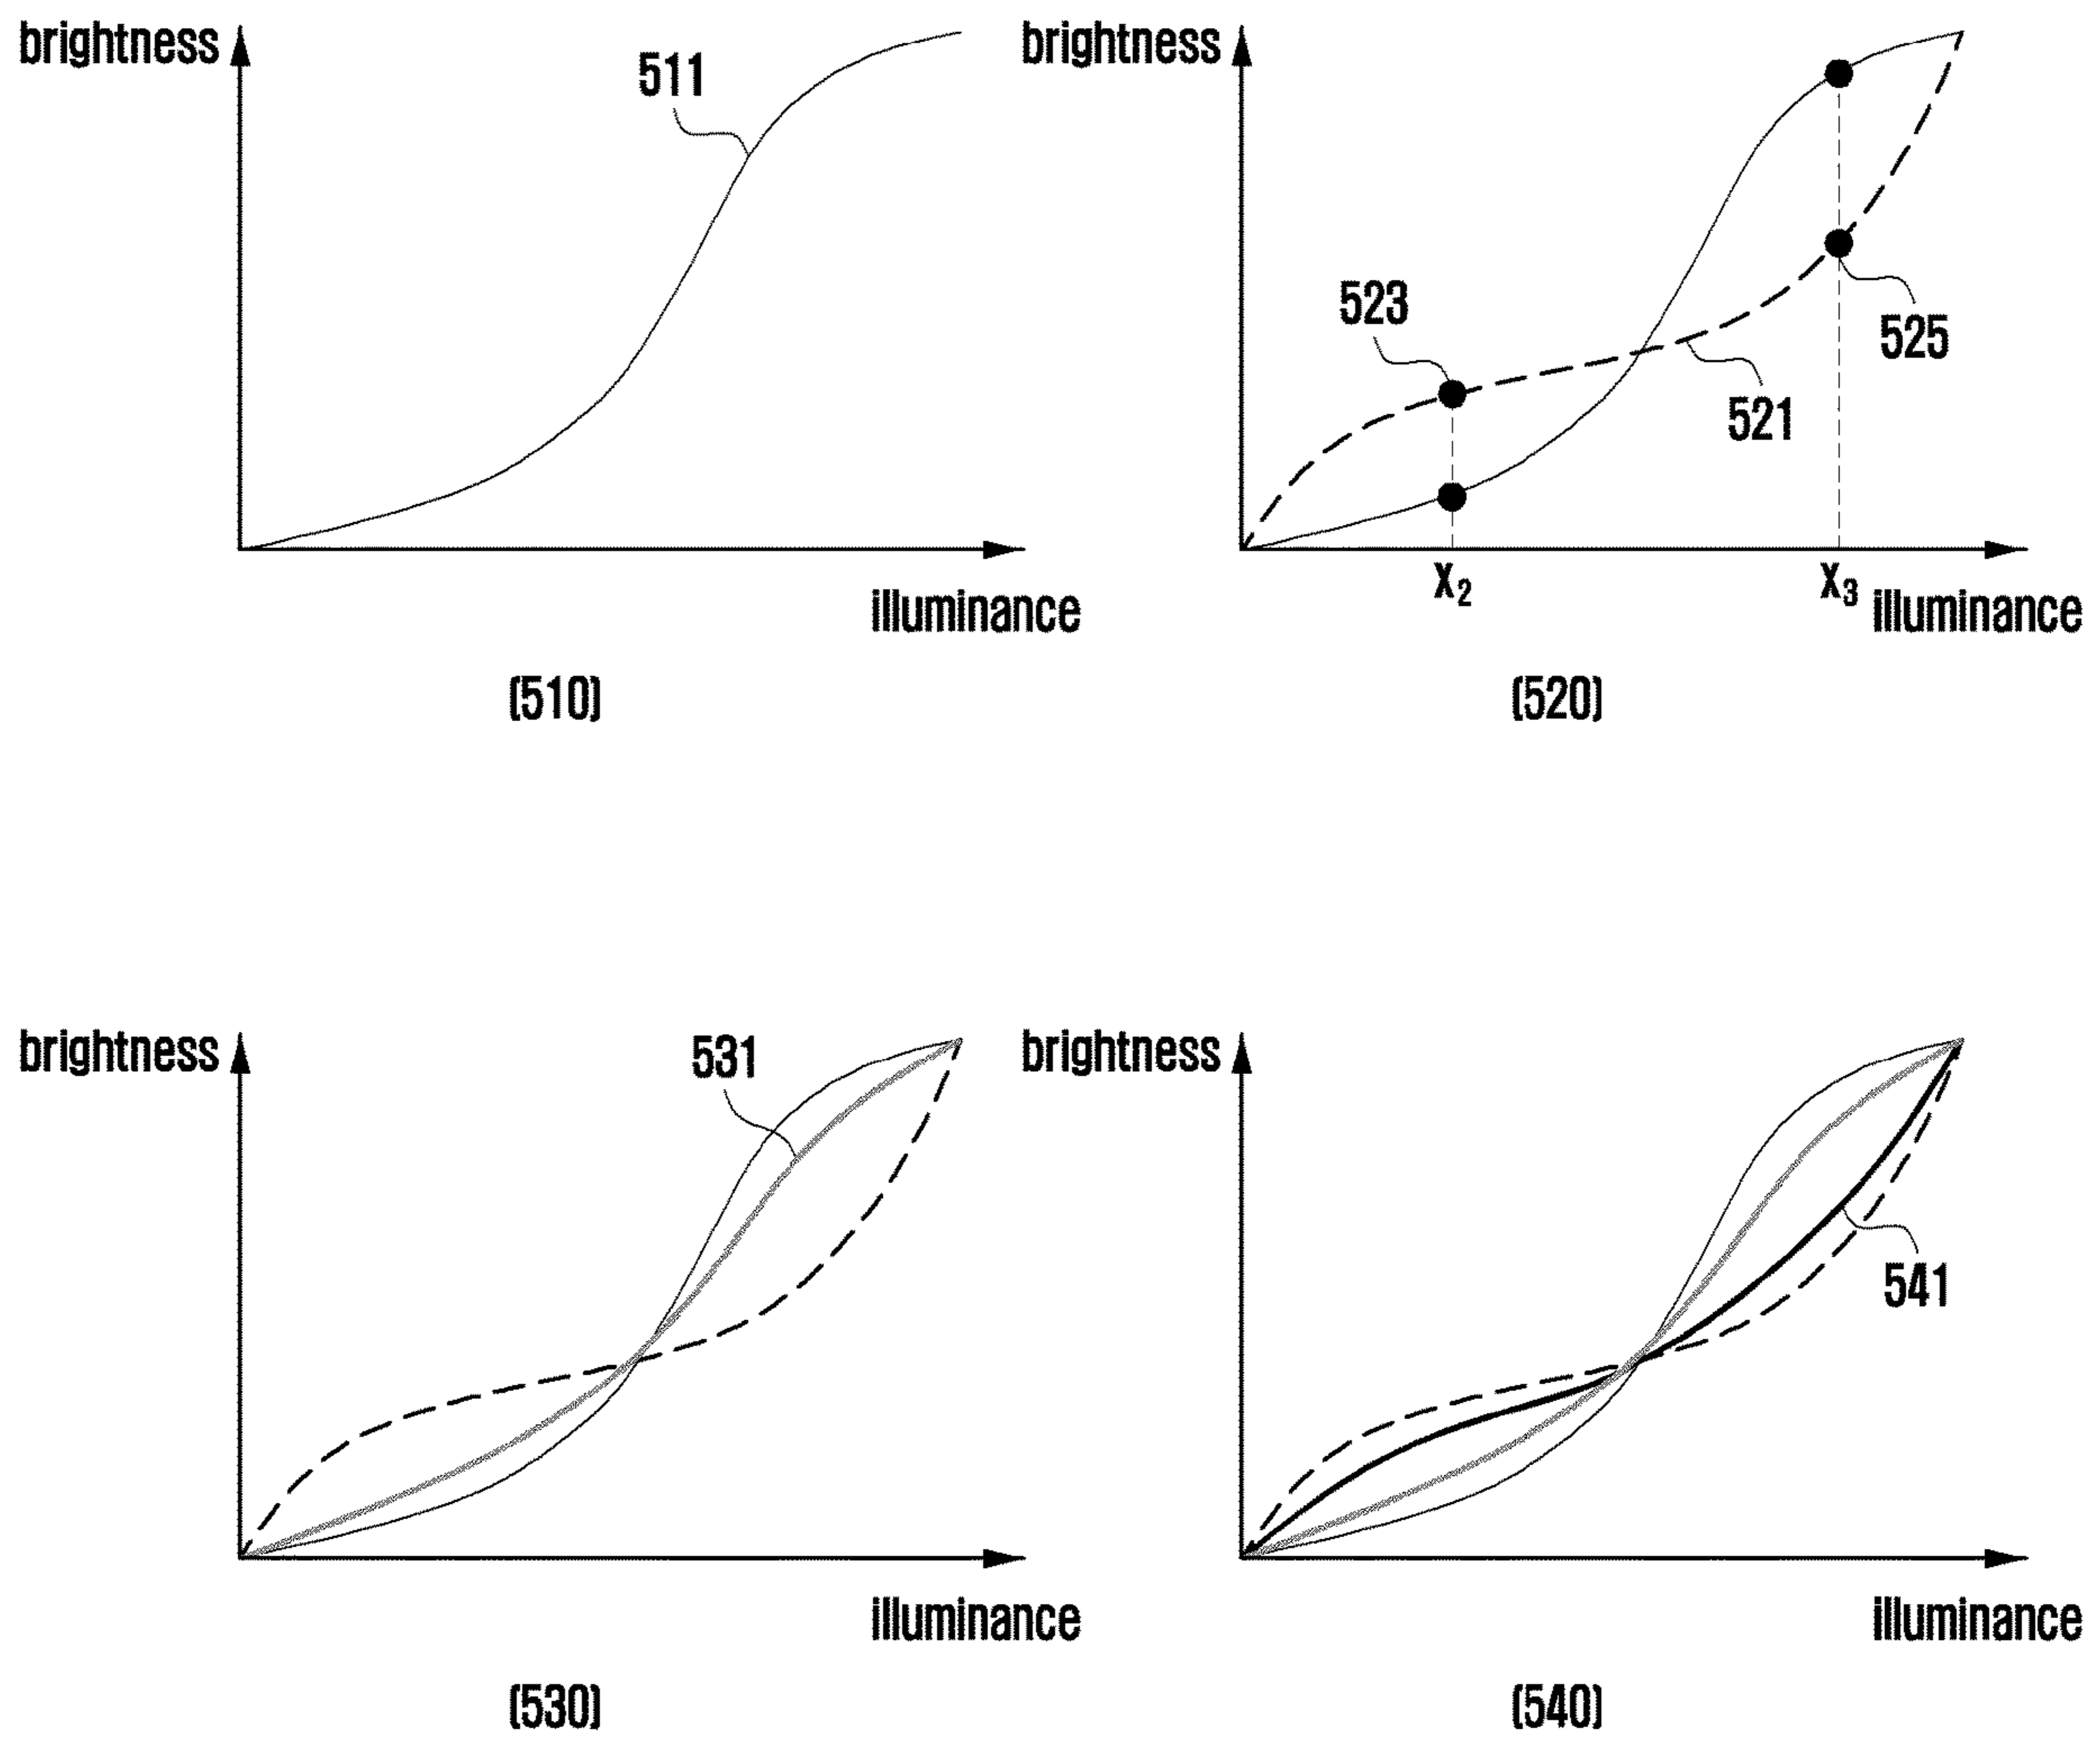 brightness
511
illuminance
(510)
brightness
523
525
521
X2
X3
illuminance
(520)
brightness
531
illuminance
(530)
brightness
541
illuminance
(540)